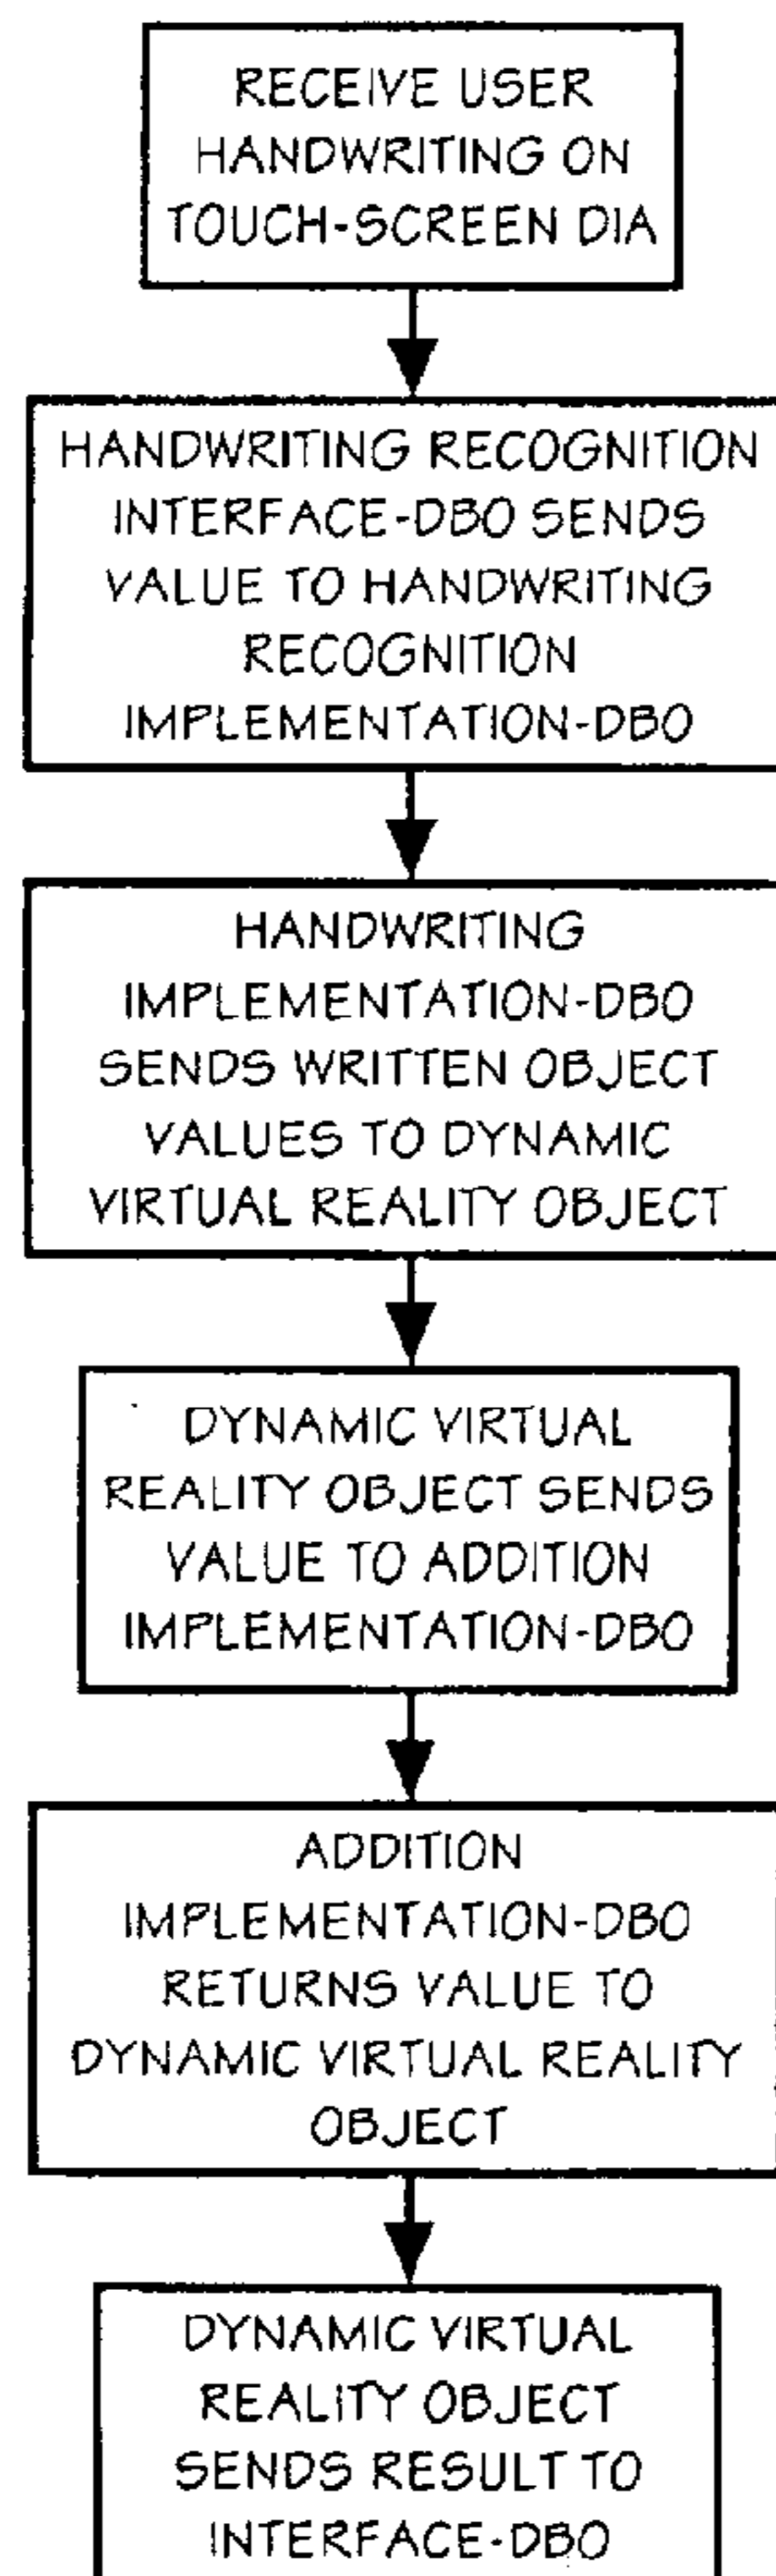 RECEIVE USER
HANDWRITING ON
TOUCH-SCREEN DIA
HANDWRITING RECOGNITION
INTERFACE-DBO SENDS
VALUE TO HANDWRITING
RECOGNITION
IMPLEMENTATION-DBO
HANDWRITING
IMPLEMENTATION-DBO
SENDS WRITTEN OBJECT
VALUES TO DYNAMIC
VIRTUAL REALITY OBJECT
DYNAMIC VIRTUAL
REALITY OBJECT SENDS
VALUE TO ADDITION
IMPLEMENTATION-DBO
ADDITION
IMPLEMENTATION-DBO
RETURNS VALUE TO
DYNAMIC VIRTUAL REALITY
OBJECT
DYNAMIC VIRTUAL
REALITY OBJECT
SENDS RESULT TO
INTERFACE-DBO